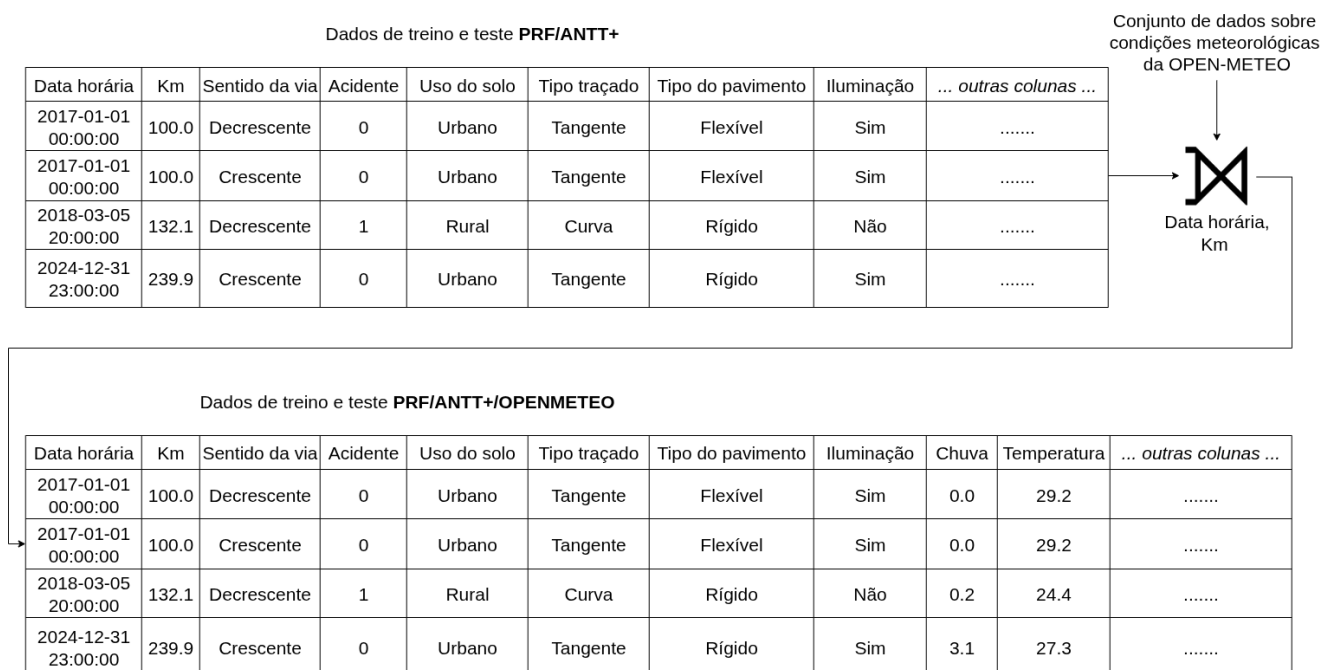 Conjunto de dados sobre
condições meteorológicas
da OPEN-METEO
Dados de treino e teste PRF/ANTT+
Data horária Km Sentido da via Acidente Uso do solo Tipo traçado Tipo do pavimento Iluminação ... outras colunas ...
2017-01-01
00:00:00 100.0 Decrescente 0 Urbano Tangente Flexível Sim .......
2017-01-01
00:00:00 100.0 Crescente 0 Urbano Tangente Flexível Sim .......
2018-03-05
20:00:00 132.1 Decrescente 1 Rural Curva Rígido Não .......
2024-12-31
23:00:00 239.9 Crescente 0 Urbano Tangente Rígido Sim .......
Data horária,
Km
Dados de treino e teste PRF/ANTT+/OPENMETEO
Data horária Km Sentido da via Acidente Uso do solo Tipo traçado Tipo do pavimento Iluminação Chuva Temperatura ... outras colunas ...
2017-01-01
00:00:00 100.0 Decrescente 0 Urbano Tangente Flexível Sim 0.0 29.2 .......
2017-01-01
00:00:00 100.0 Crescente 0 Urbano Tangente Flexível Sim 0.0 29.2 .......
2018-03-05
20:00:00 132.1 Decrescente 1 Rural Curva Rígido Não 0.2 24.4 .......
2024-12-31
23:00:00 239.9 Crescente 0 Urbano Tangente Rígido Sim 3.1 27.3 .......